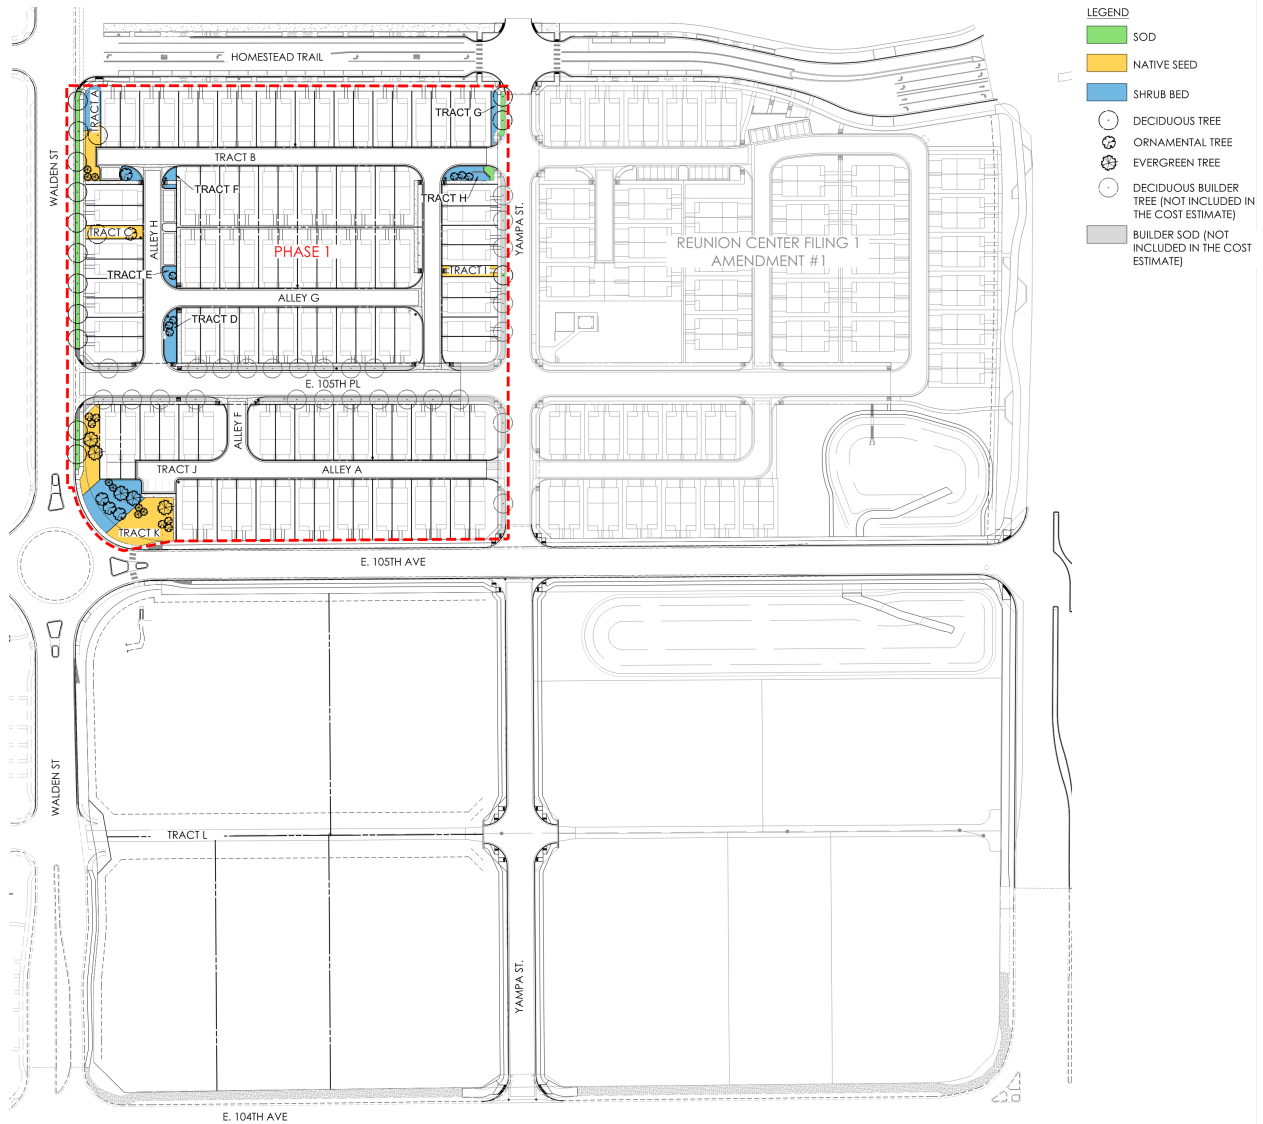 LEGEND
SOD
NATIVE SEED
SHRUB BED
DECIDUOUS TREE
ORNAMENTAL TREE
EVERGREEN TREE
DECIDUOUS BUILDER
TREE (NOT INCLUDED IN
THE COST ESTIMATE)
BUILDER SOD (NOT
INCLUDED IN THE COST
ESTIMATE)
HOMESTEAD TRAIL
TRACT A
TRACT G
WALDEN ST
TRACT B
TRACT F
TRACT H
YAMPA ST.
TRACT C
ALLEY H
PHASE 1
REUNION CENTER FILING 1
AMENDMENT #1
TRACT E
TRACT I
ALLEY G
TRACT D
E. 105TH PL
ALLEY F
TRACT J
ALLEY A
TRACT K
E. 105TH AVE
WALDEN ST
TRACT L
YAMPA ST.
E. 104TH AVE